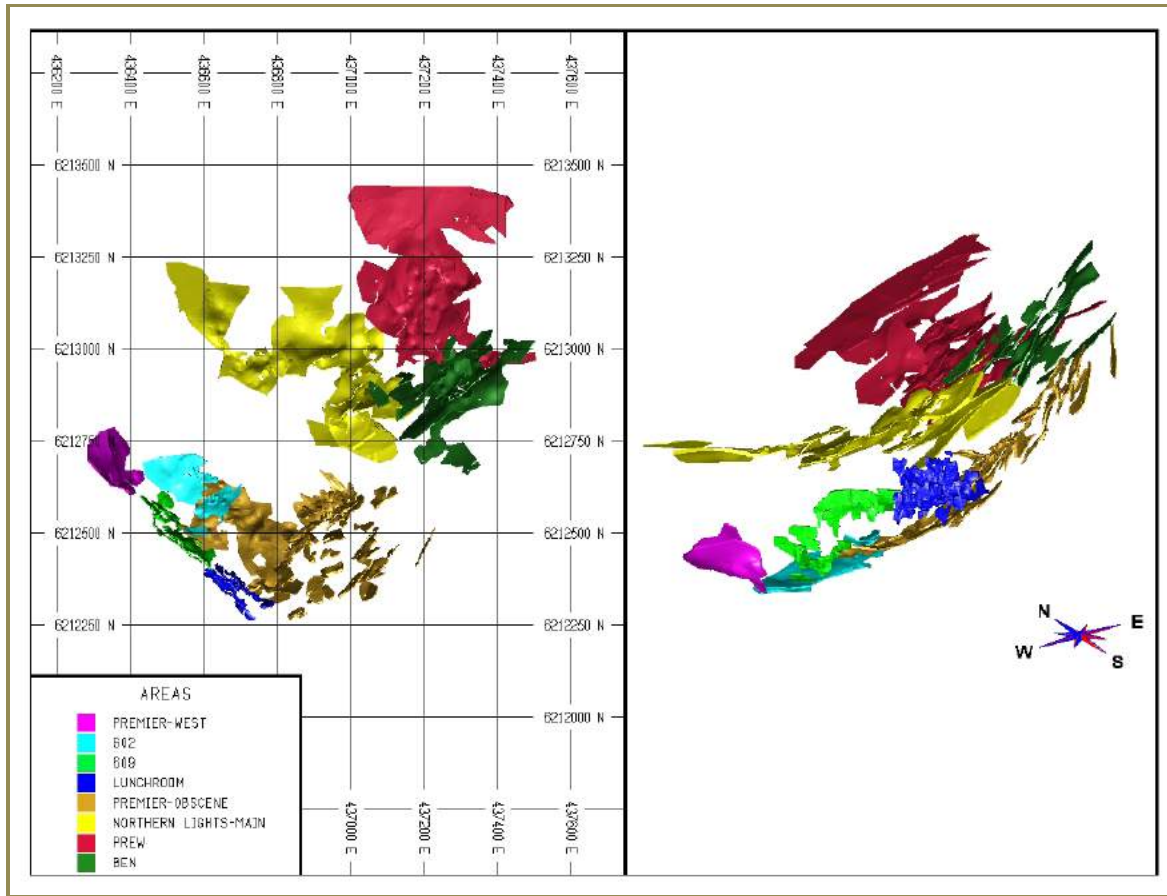 436200 E
436400 E
436600 E
436800 E
437000 E
437200 E
437400 E
437600 E
6213500 N 6213500 N
6213250 N 6213250 N
6213000 N 6213000 N
6212750 N 6212750 N
6212500 N 6212500 N
6212250 N 6212250 N
6212000 N
437000 E
437200 E
437400 E
437600 E
N
E
W
S
AREAS
PREMIER-WEST
602
609
LUNCHROOM
PREMIER-OBSCENE
NORTHERN LIGHTS-MAIN
PREW
BEN